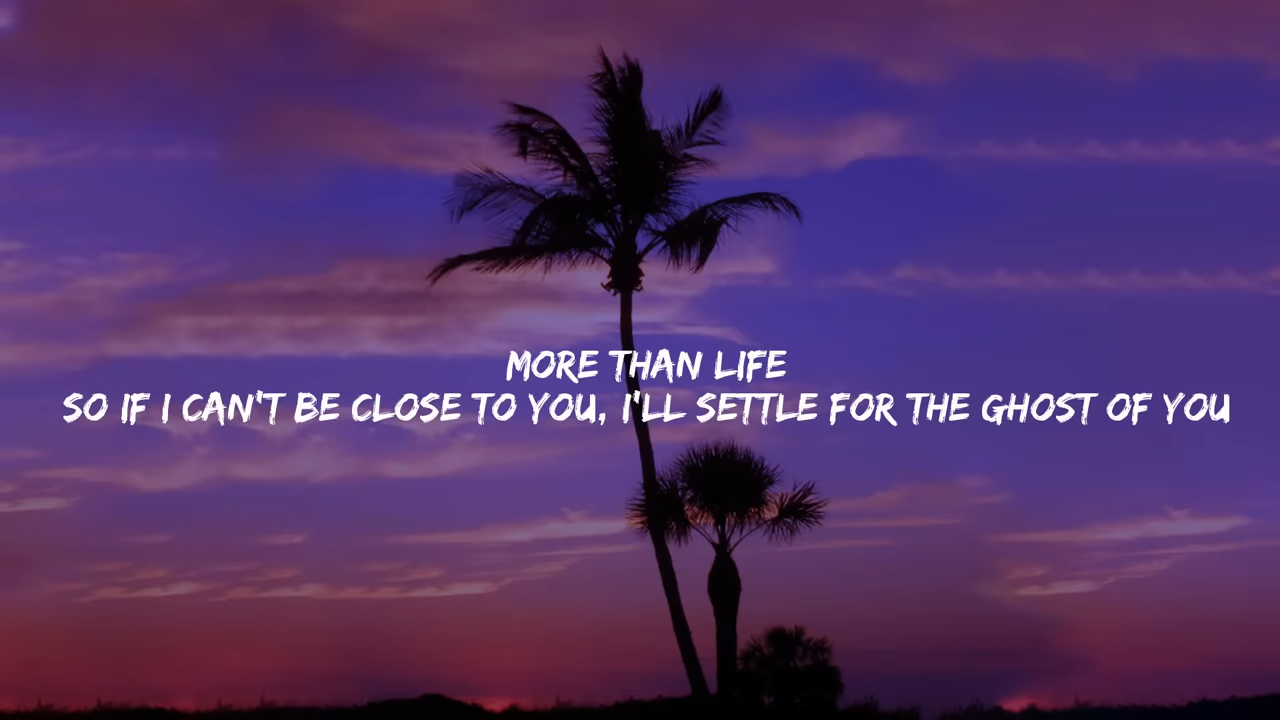 MORE THAN LIFE
SO IF I CAN'T BE CLOSE TO YOU, I'LL SETTLE FOR THE GHOST OF YOU